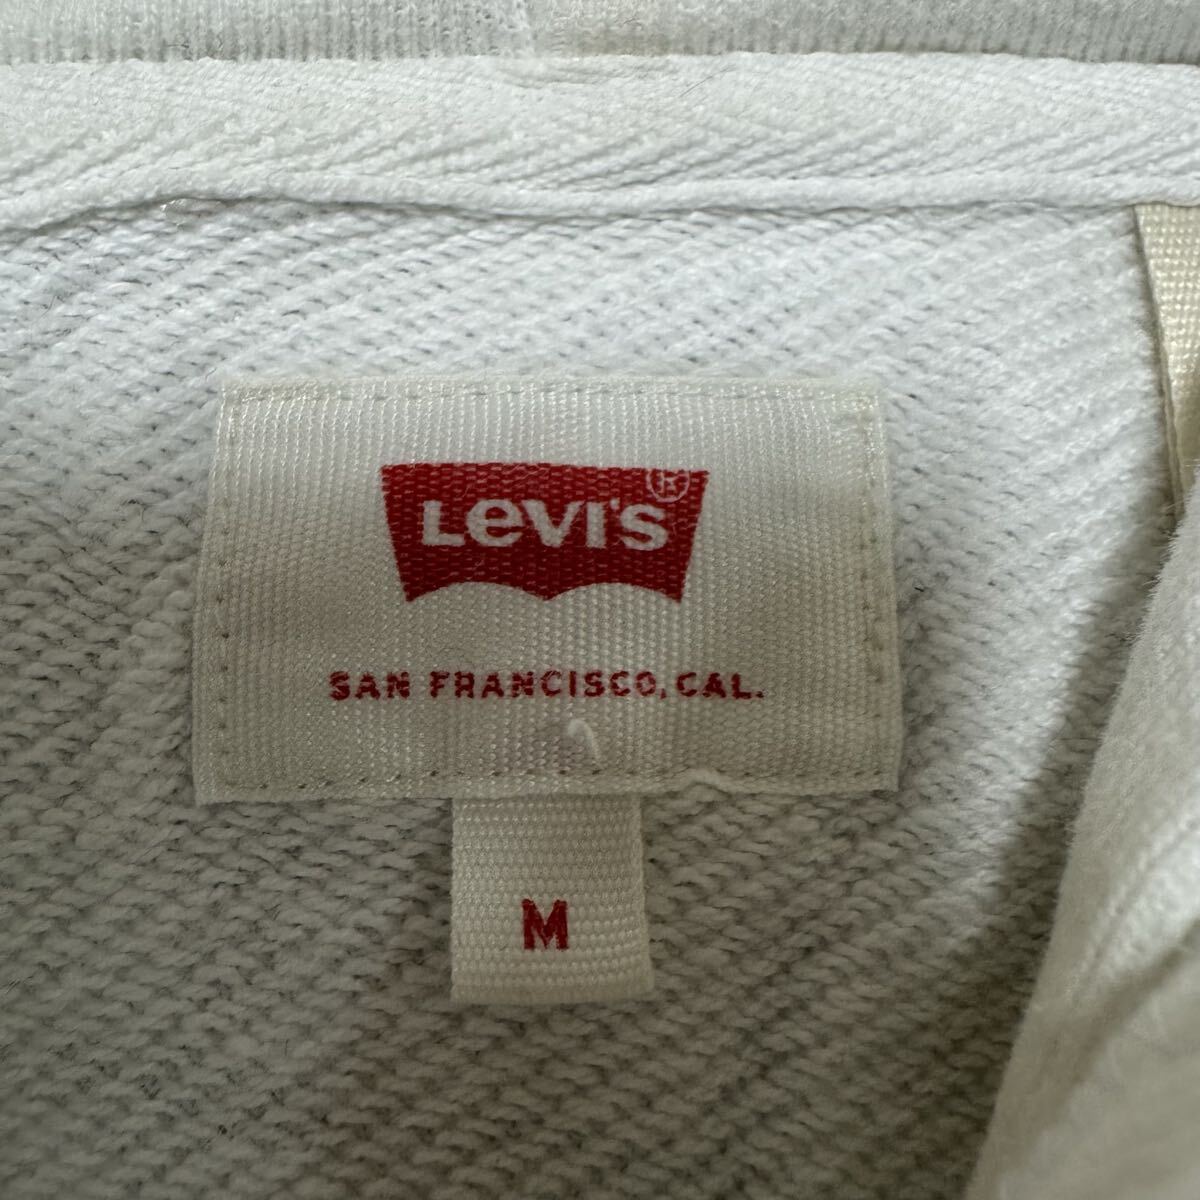 Levi's®
SAN FRANCISCO, CAL.
M